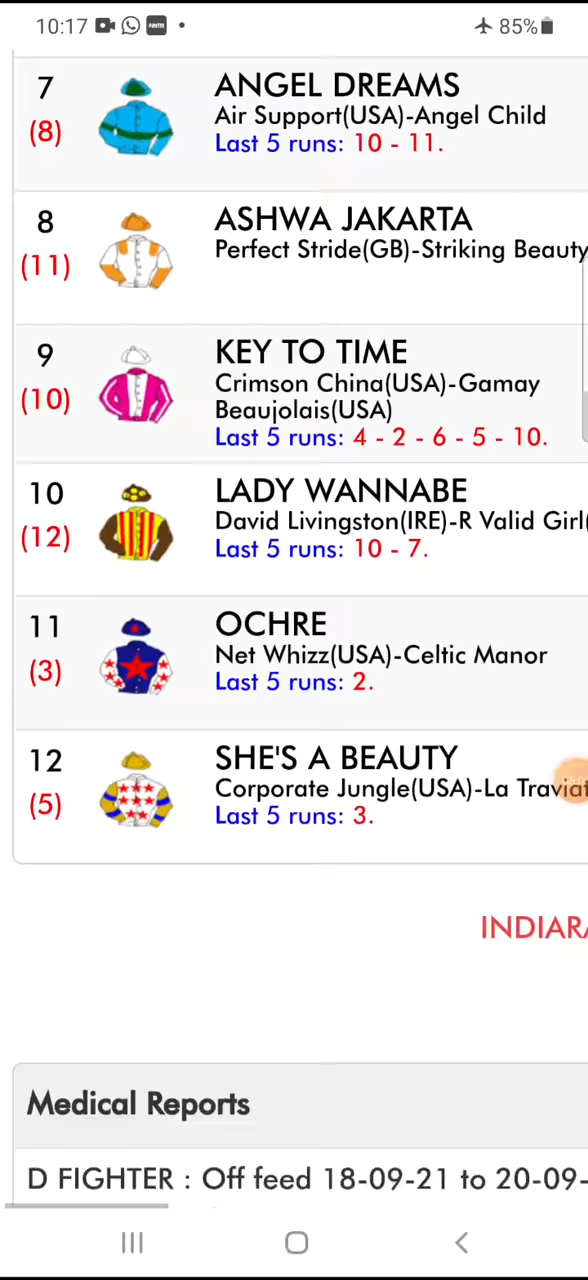 10:17
85%
7
(8)
ANGEL DREAMS
Air Support(USA)-Angel Child
Last 5 runs: 10 - 11.
8
(11)
ASHWA JAKARTA
Perfect Stride(GB)-Striking Beauty
9
(10)
KEY TO TIME
Crimson China(USA)-Gamay
Beaujolais(USA)
Last 5 runs: 4 - 2 - 6 - 5 - 10.
10
(12)
LADY WANNABE
David Livingston(IRE)-R Valid Girl(
Last 5 runs: 10 - 7.
11
(3)
OCHRE
Net Whizz(USA)-Celtic Manor
Last 5 runs: 2.
12
(5)
SHE'S A BEAUTY
Corporate Jungle(USA)-La Traviat
Last 5 runs: 3.
INDIARA
Medical Reports
D FIGHTER : Off feed 18-09-21 to 20-09-